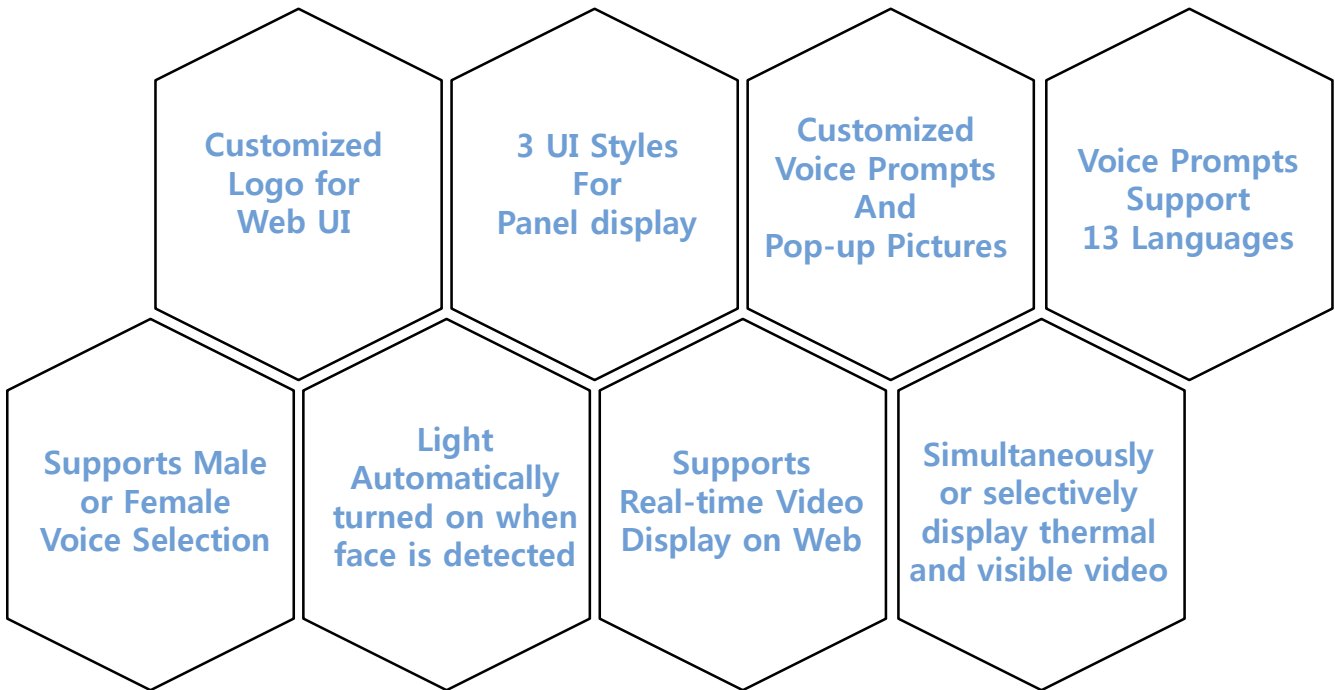 Customized
Logo for
Web UI
3 UI Styles
For
Panel display
Customized
Voice Prompts
And
Pop-up Pictures
Voice Prompts
Support
13 Languages
Supports Male
or Female
Voice Selection
Light
Automatically
turned on when
face is detected
Supports
Real-time Video
Display on Web
Simultaneously
or selectively
display thermal
and visible video